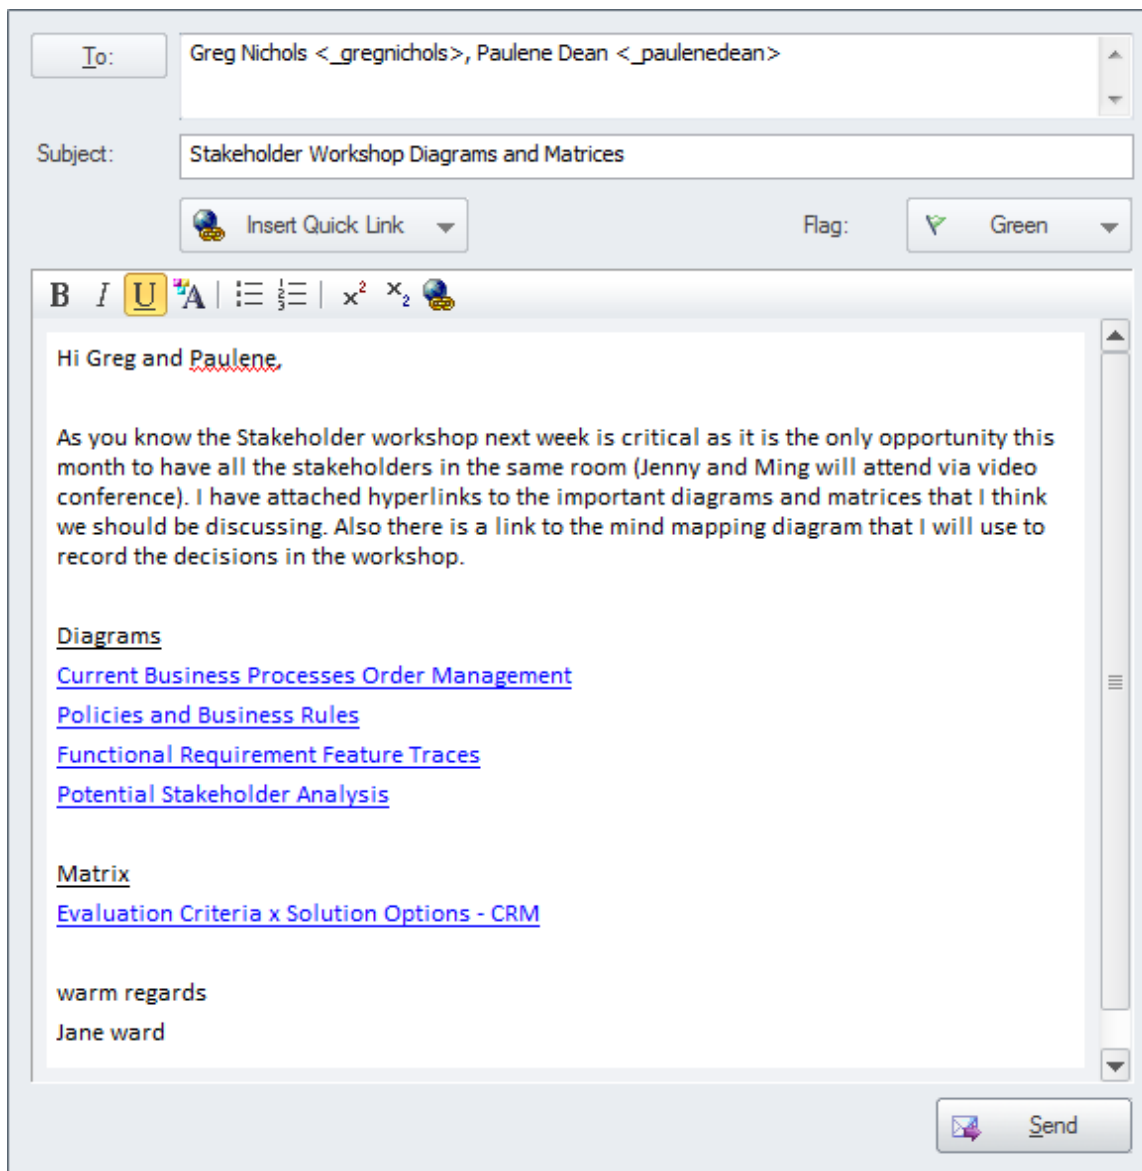 To:
Greg Nichols <_gregnichols>, Paulene Dean <_paulenedean>
Subject:
Stakeholder Workshop Diagrams and Matrices
Insert Quick Link
Flag:
Green
B I U A x² x₂
Hi Greg and Paulene,
As you know the Stakeholder workshop next week is critical as it is the only opportunity this
month to have all the stakeholders in the same room (Jenny and Ming will attend via video
conference). I have attached hyperlinks to the important diagrams and matrices that I think
we should be discussing. Also there is a link to the mind mapping diagram that I will use to
record the decisions in the workshop.
Diagrams
Current Business Processes Order Management
Policies and Business Rules
Functional Requirement Feature Traces
Potential Stakeholder Analysis
Matrix
Evaluation Criteria x Solution Options - CRM
warm regards
Jane ward
Send